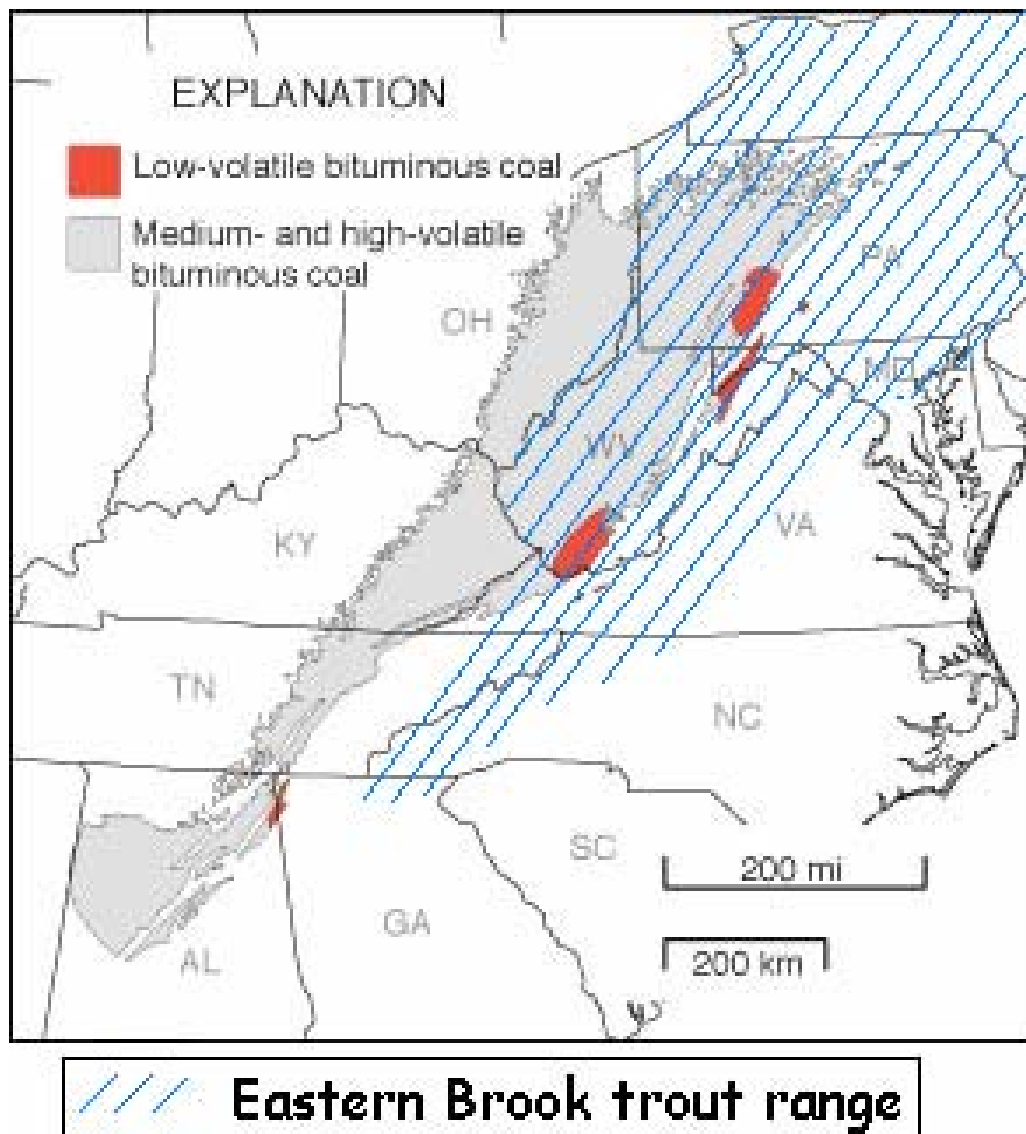 EXPLANATION
Low-volatile bituminous coal
Medium- and high-volatile
bituminous coal
OH
PA
MD
WV
KY
VA
TN
NC
SC
200 mi
GA
200 km
AL
Eastern Brook trout range